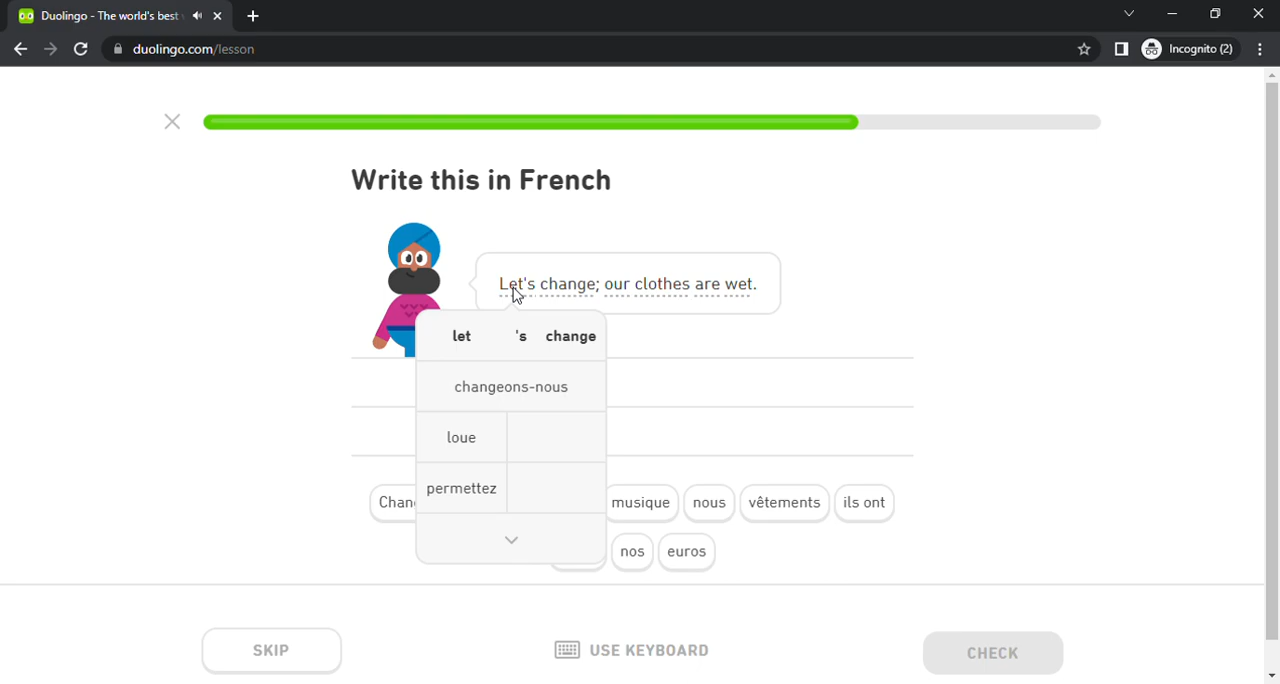 Duolingo - The world's best
duolingo.com/lesson
Incognito (2)
Write this in French
Let's change; our clothes are wet.
let 's change
changeons-nous
loue
permettez
musique nous vêtements ils ont
nos euros
SKIP
USE KEYBOARD
CHECK